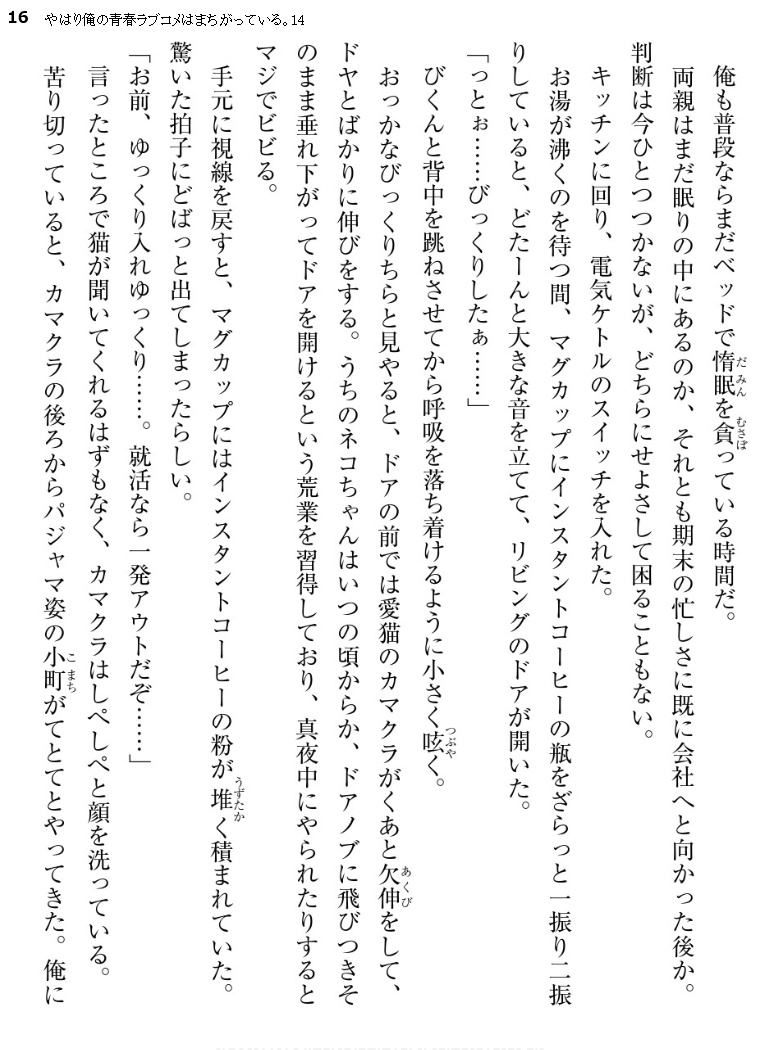 16 やはり俺の青春ラブコメはまちがっている。14
俺も普段ならまだベッドで惰眠を貪っている時間だ。
両親はまだ眠りの中にあるのか、それとも期末の忙しさに既に会社へと向かった後か。
判断は今ひとつつかないが、どちらにせよさして困ることもない。
キッチンに回り、電気ケトルのスイッチを入れた。
お湯が沸くのを待つ間、マグカップにインスタントコーヒーの瓶をざらっと一振り二振
りしていると、どたーんと大きな音を立てて、リビングのドアが開いた。
「っとぉ……びっくりしたぁ……」
びくんと背中を跳ねさせてから呼吸を落ち着けるように小さく呟く。
おっかなびっくりちらと見やると、ドアの前では愛猫のカマクラがくあと欠伸をして、
ドヤとばかりに伸びをする。うちのネコちゃんはいつの頃からか、ドアノブに飛びつきそ
のまま垂れ下がってドアを開けるという荒業を習得しており、真夜中にやられたりすると
マジでビビる。
手元に視線を戻すと、マグカップにはインスタントコーヒーの粉が堆く積まれていた。
驚いた拍子にどばっと出てしまったらしい。
「お前、ゆっくり入れゆっくり……。就活なら一発アウトだぞ……」
言ったところで猫が聞いてくれるはずもなく、カマクラはしぺしぺと顔を洗っている。
苦り切っていると、カマクラの後ろからパジャマ姿の小町がてとてとやってきた。俺に